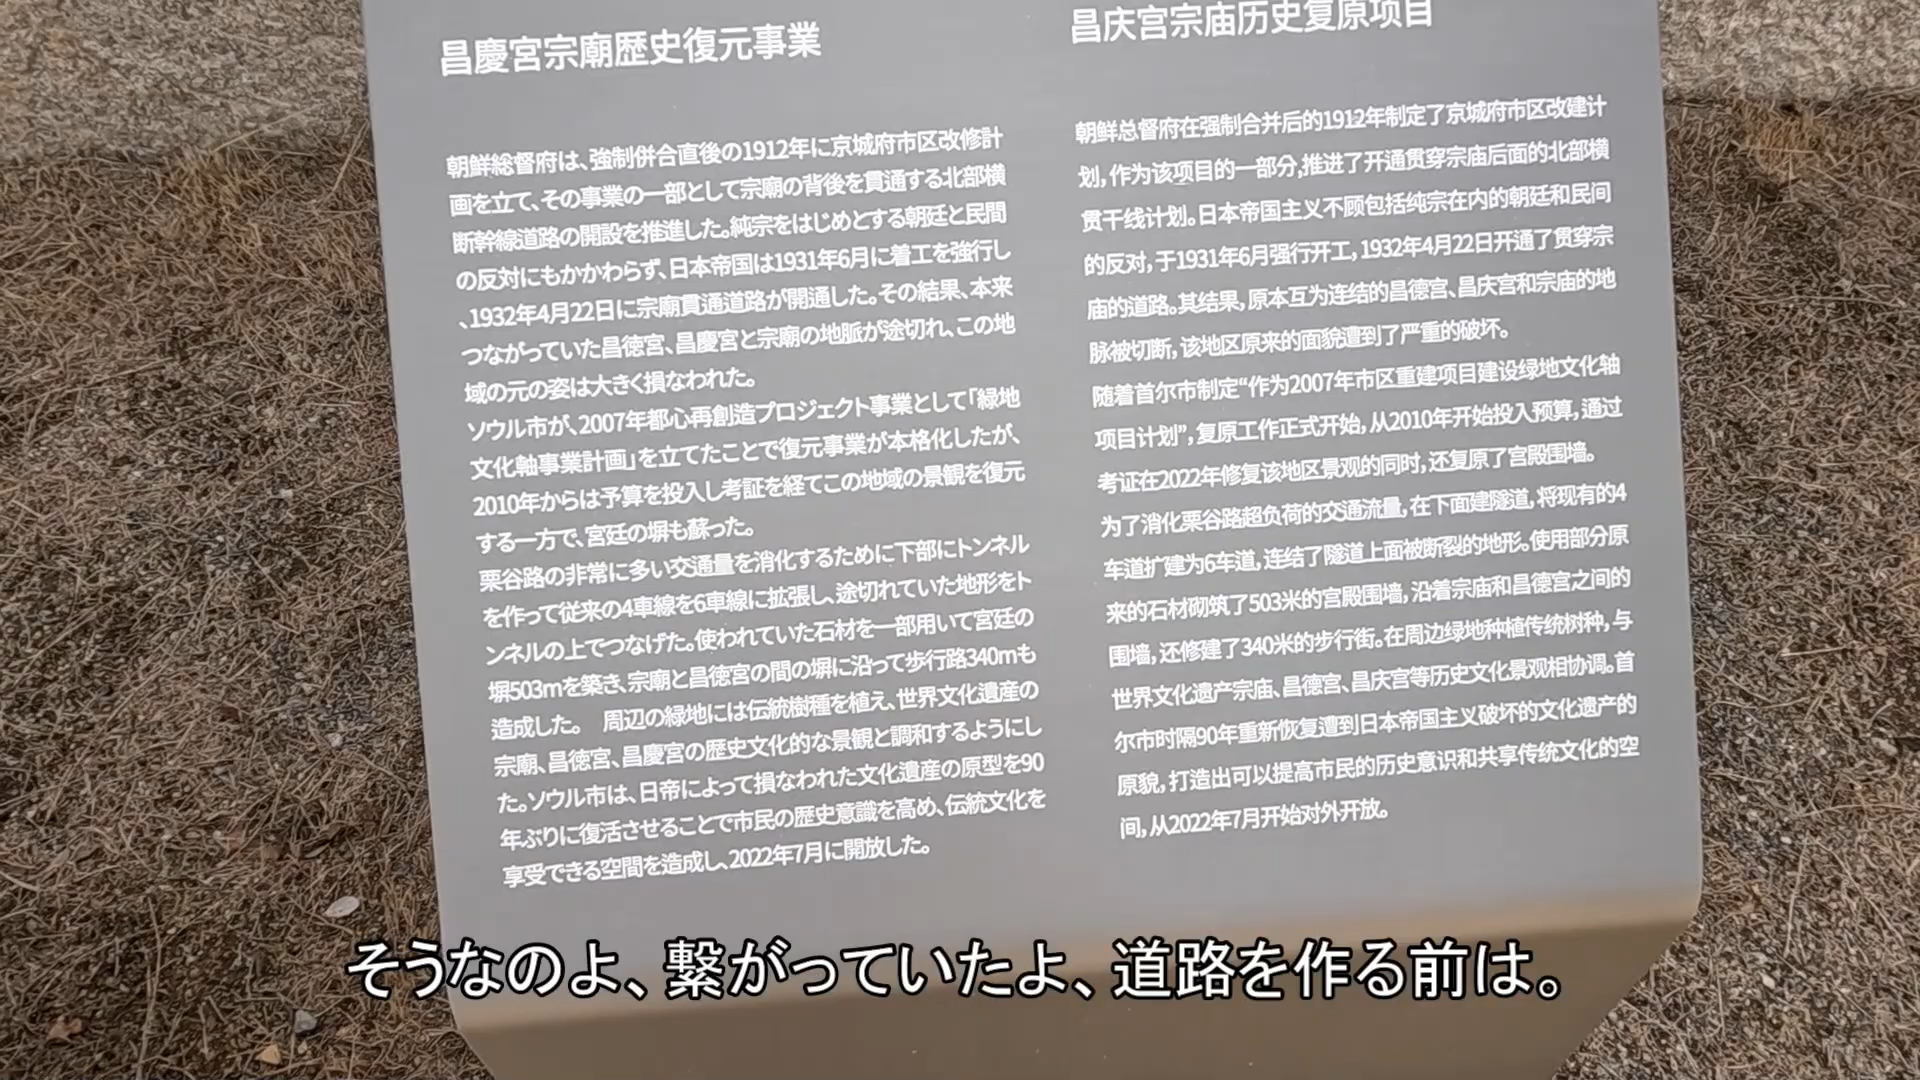 昌慶宮宗廟歴史復元事業
朝鮮総督府は、強制併合直後の1912年に京城府市区改修計
画を立て、その事業の一部として宗廟の背後を貫通する北部横
断幹線道路の開設を推進した。純宗をはじめとする朝廷と民間
の反対にもかかわらず、日本帝国は1931年6月に着工を強行し
、1932年4月22日に宗廟貫通道路が開通した。その結果、本来
つながっていた昌徳宮、昌慶宮と宗廟の地脈が途切れ、この地
域の元の姿は大きく損なわれた。
ソウル市が、2007年都心再創造プロジェクト事業として「緑地
文化軸事業計画」を立てたことで復元事業が本格化したが、
2010年からは予算を投入し考証を経てこの地域の景観を復元
する一方で、宮廷の塀も蘇った。
栗谷路の非常に多い交通量を消化するために下部にトンネル
を作って従来の4車線を6車線に拡張し、途切れていた地形をト
ンネルの上でつなげた。使われていた石材を一部用いて宮廷の
塀503mを築き、宗廟と昌徳宮の間の塀に沿って歩行路340mも
造成した。　周辺の緑地には伝統樹種を植え、世界文化遺産の
宗廟、昌徳宮、昌慶宮の歴史文化的な景観と調和するようにし
た。ソウル市は、日帝によって損なわれた文化遺産の原型を90
年ぶりに復活させることで市民の歴史意識を高め、伝統文化を
享受できる空間を造成し、2022年7月に開放した。
昌庆宫宗庙历史复原项目
朝鲜总督府在强制合并后的1912年制定了京城府市区改建计
划，作为该项目的一部分，推进了开通贯穿宗庙后面的北部横
贯干线计划。日本帝国主义不顾包括纯宗在内的朝廷和民间
的反对，于1931年6月强行开工，1932年4月22日开通了贯穿宗
庙的道路。其结果，原本互为连结的昌德宫、昌庆宫和宗庙的地
脉被切断，该地区原来的面貌遭到了严重的破坏。
随着首尔市制定“作为2007年市区重建项目建设绿地文化轴
项目计划”，复原工作正式开始，从2010年开始投入预算，通过
考证在2022年修复该地区景观的同时，还复原了宫殿围墙。
为了消化栗谷路超负荷的交通流量，在下面建隧道，将现有的4
车道扩建为6车道，连结了隧道上面被断裂的地形。使用部分原
来的石材砌筑了503米的宫殿围墙，沿着宗庙和昌德宫之间的
围墙，还修建了340米的步行街。在周边绿地种植传统树种，与
世界文化遗产宗庙、昌德宫、昌庆宫等历史文化景观相协调。首
尔市时隔90年重新恢复遭到日本帝国主义破坏的文化遗产的
原貌，打造出可以提高市民的历史意识和共享传统文化的空
间，从2022年7月开始对外开放。
そうなのよ、繋がっていたよ、道路を作る前は。